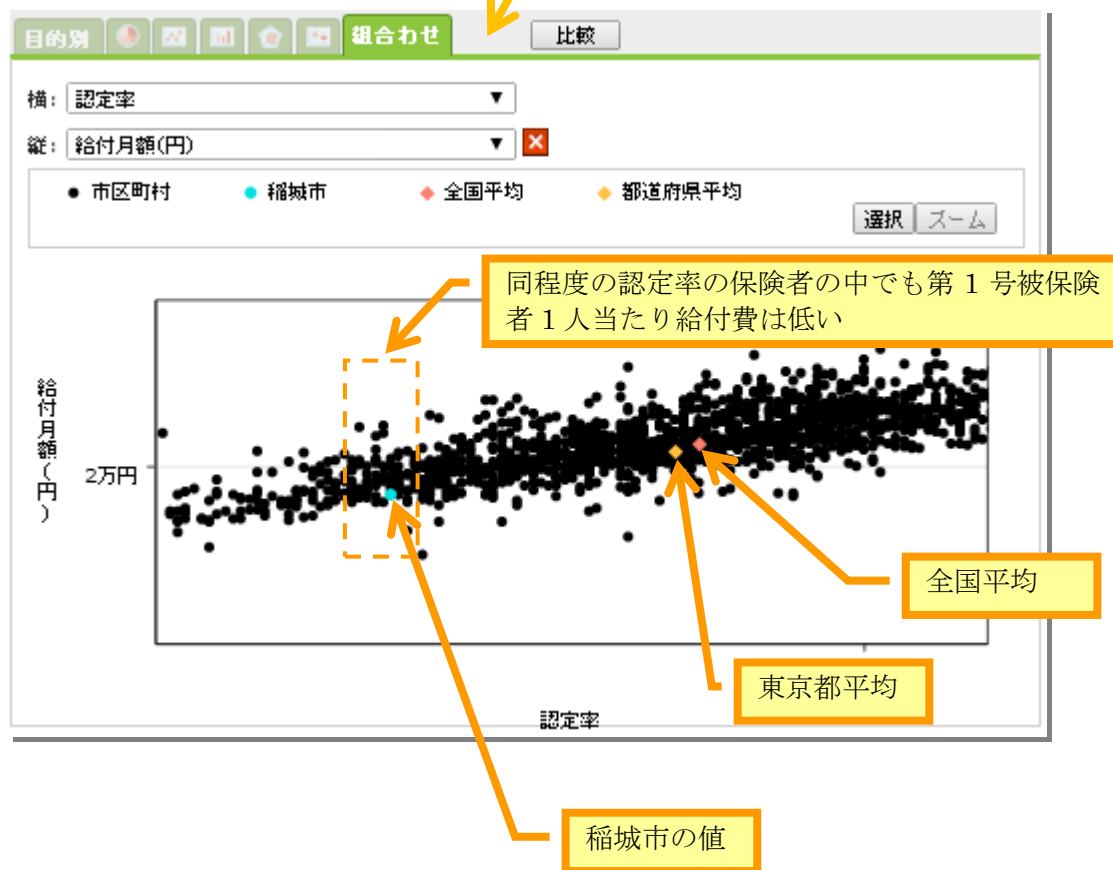 目的別 組合わせ 比較
横: 認定率
縦: 給付月額(円)
市区町村 稲城市 全国平均 都道府県平均
選択 ズーム
同程度の認定率の保険者の中でも第 1 号被保険
者 1 人当たり給付費は低い
給付月額(円)
2万円
全国平均
東京都平均
認定率
稲城市の値